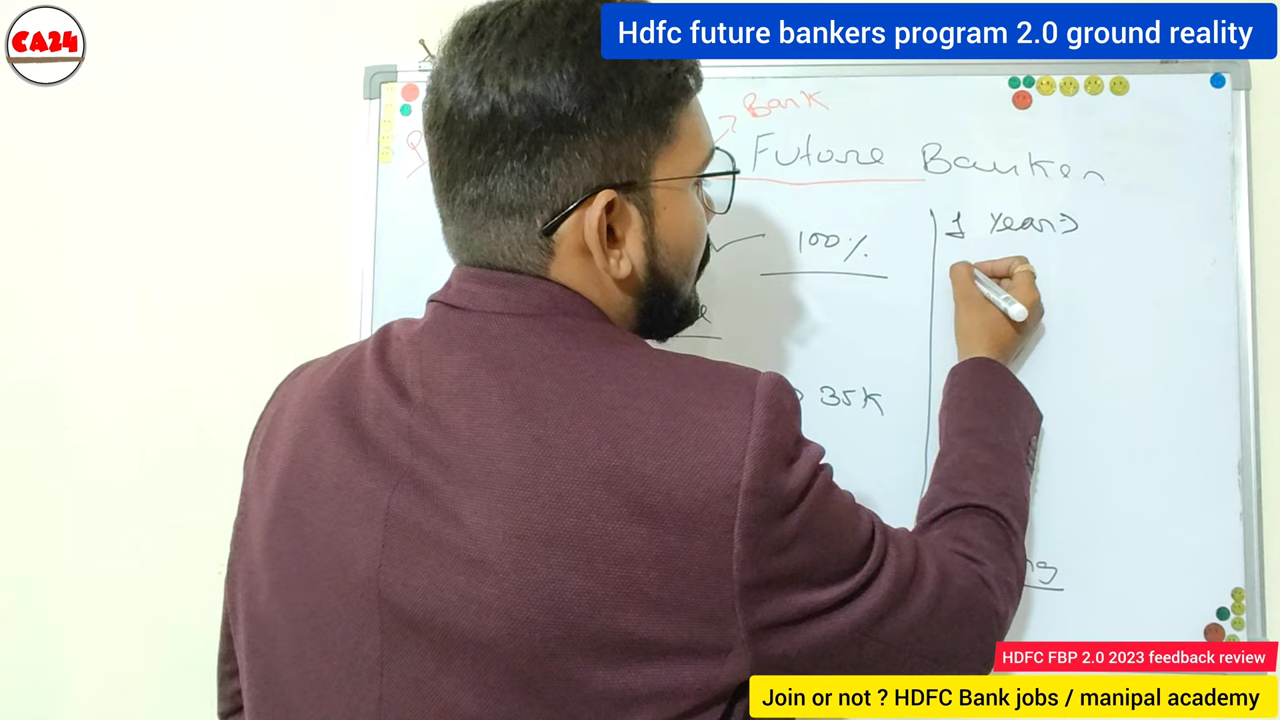 CA24
Hdfc future bankers program 2.0 ground reality
Bank
Future Banker
1 Years
100%
35K
HDFC FBP 2.0 2023 feedback review
Join or not ? HDFC Bank jobs / manipal academy